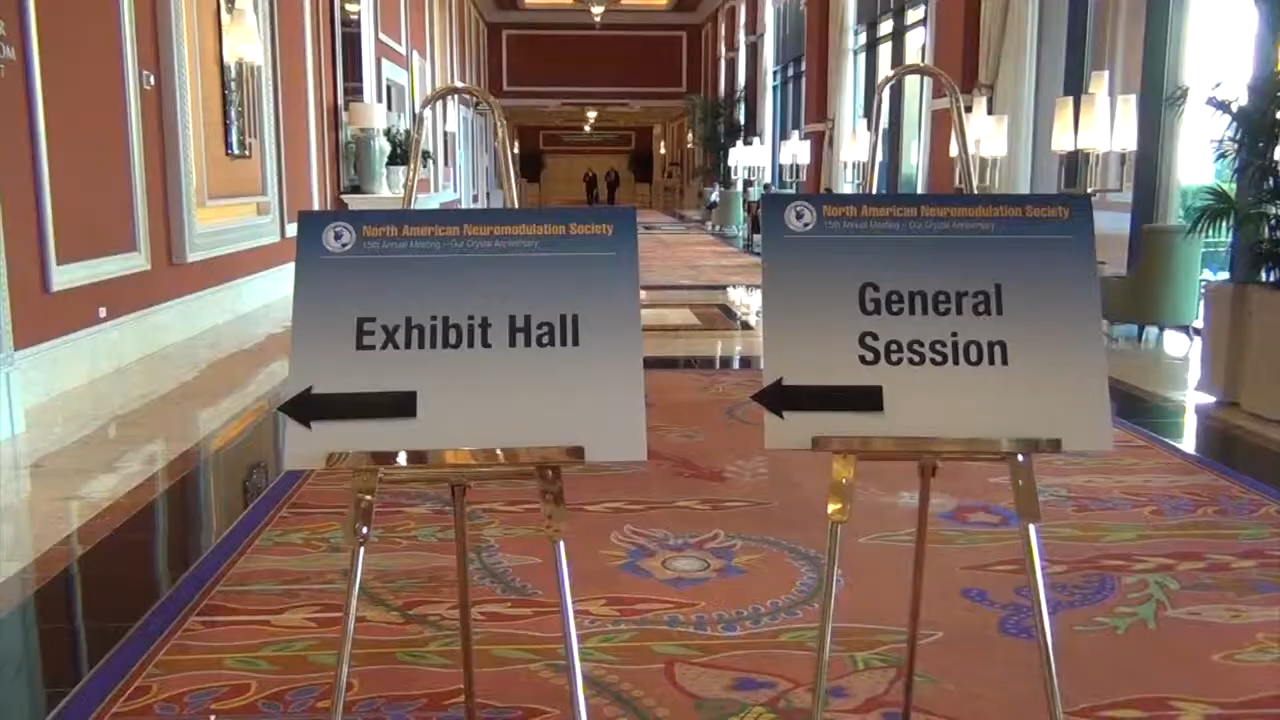 North American Neuromodulation Society
15th Annual Meeting - Our Crystal Anniversary
Exhibit Hall
North American Neuromodulation Society
15th Annual Meeting - Our Crystal Anniversary
General
Session